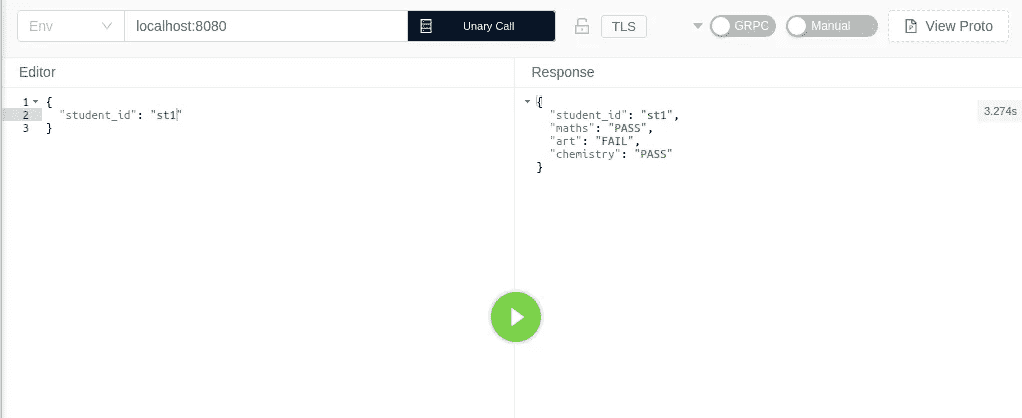 Env localhost:8080 Unary Call TLS GRPC Manual View Proto
Editor
1 {
2 "student_id": "st1"
3 }
Response
{
"student_id": "st1",
"maths": "PASS",
"art": "FAIL",
"chemistry": "PASS"
}
3.274s